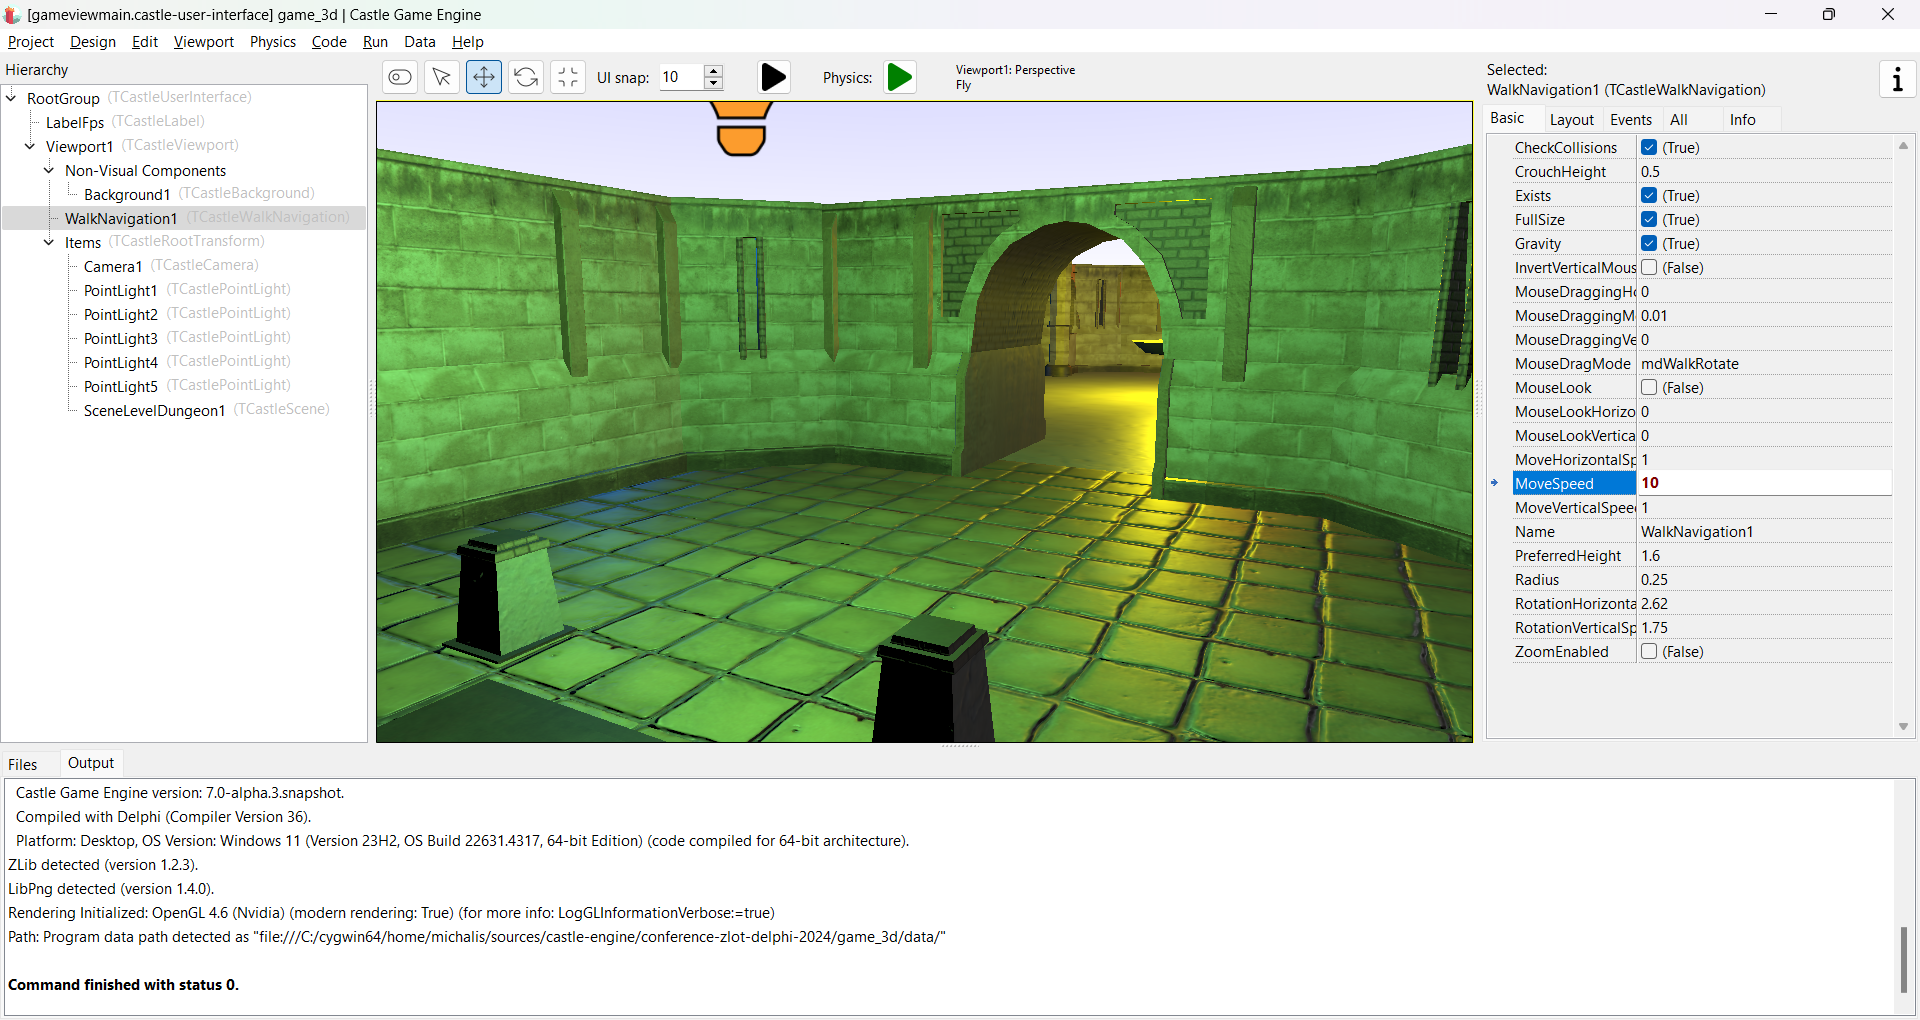 [gameviewmain.castle-user-interface] game_3d | Castle Game Engine
Project Design Edit Viewport Physics Code Run Data Help
Hierarchy
RootGroup (TCastleUserInterface)
LabelFps (TCastleLabel)
Viewport1 (TCastleViewport)
Non-Visual Components
Background1 (TCastleBackground)
WalkNavigation1 (TCastleWalkNavigation)
Items (TCastleRootTransform)
Camera1 (TCastleCamera)
PointLight1 (TCastlePointLight)
PointLight2 (TCastlePointLight)
PointLight3 (TCastlePointLight)
PointLight4 (TCastlePointLight)
PointLight5 (TCastlePointLight)
SceneLevelDungeon1 (TCastleScene)
UI snap: 10 Physics:
Viewport1: Perspective
Fly
Selected:
WalkNavigation1 (TCastleWalkNavigation)
Basic Layout Events All Info
CheckCollisions (True)
CrouchHeight 0.5
Exists (True)
FullSize (True)
Gravity (True)
InvertVerticalMous (False)
MouseDraggingHo 0
MouseDraggingM 0.01
MouseDraggingVe 0
MouseDragMode mdWalkRotate
MouseLook (False)
MouseLookHorizo 0
MouseLookVertica 0
MoveHorizontalSp 1
MoveSpeed 10
MoveVerticalSpeed 1
Name WalkNavigation1
PreferredHeight 1.6
Radius 0.25
RotationHorizonta 2.62
RotationVerticalSp 1.75
ZoomEnabled (False)
Files Output
Castle Game Engine version: 7.0-alpha.3.snapshot.
Compiled with Delphi (Compiler Version 36).
Platform: Desktop, OS Version: Windows 11 (Version 23H2, OS Build 22631.4317, 64-bit Edition) (code compiled for 64-bit architecture).
ZLib detected (version 1.2.3).
LibPng detected (version 1.4.0).
Rendering Initialized: OpenGL 4.6 (Nvidia) (modern rendering: True) (for more info: LogGLInformationVerbose:=true)
Path: Program data path detected as "file:///C:/cygwin64/home/michalis/sources/castle-engine/conference-zlot-delphi-2024/game_3d/data/"
Command finished with status 0.